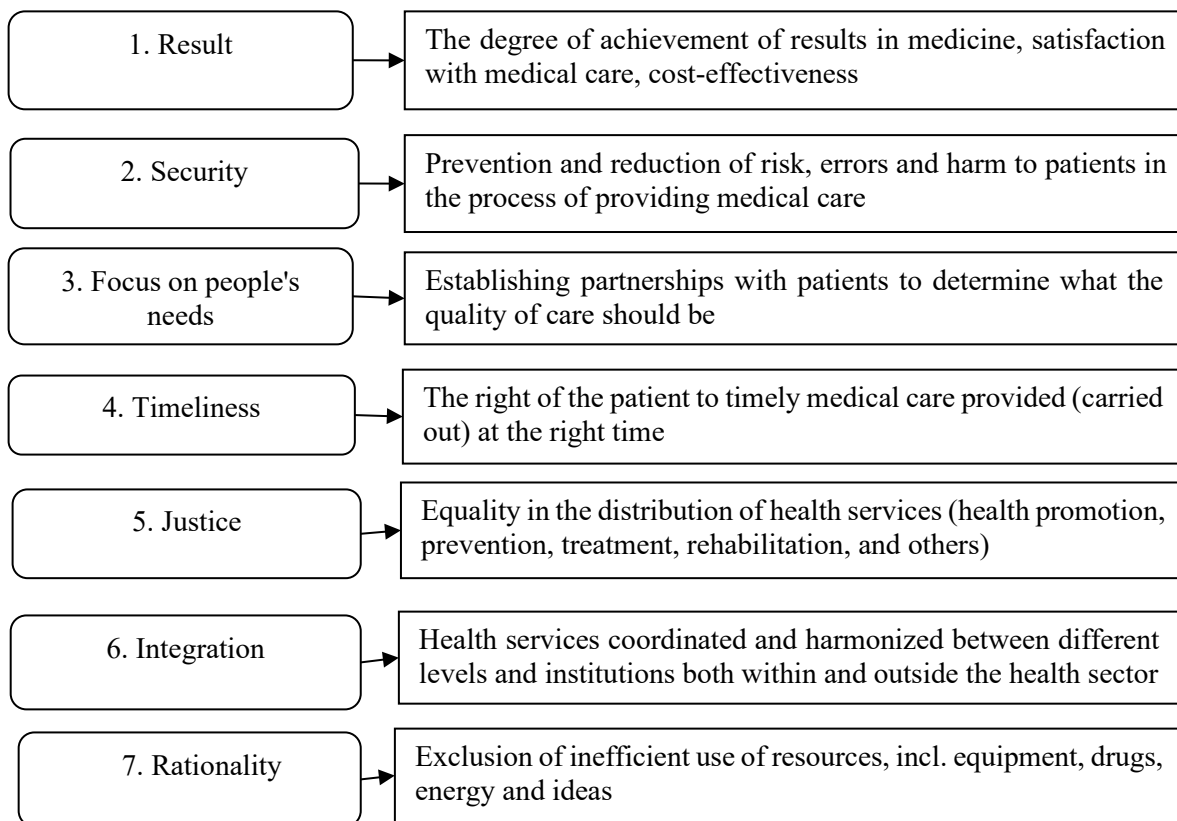 1. Result
The degree of achievement of results in medicine, satisfaction
with medical care, cost-effectiveness
2. Security
Prevention and reduction of risk, errors and harm to patients in
the process of providing medical care
3. Focus on people's
needs
Establishing partnerships with patients to determine what the
quality of care should be
4. Timeliness
The right of the patient to timely medical care provided (carried
out) at the right time
5. Justice
Equality in the distribution of health services (health promotion,
prevention, treatment, rehabilitation, and others)
6. Integration
Health services coordinated and harmonized between different
levels and institutions both within and outside the health sector
7. Rationality
Exclusion of inefficient use of resources, incl. equipment, drugs,
energy and ideas